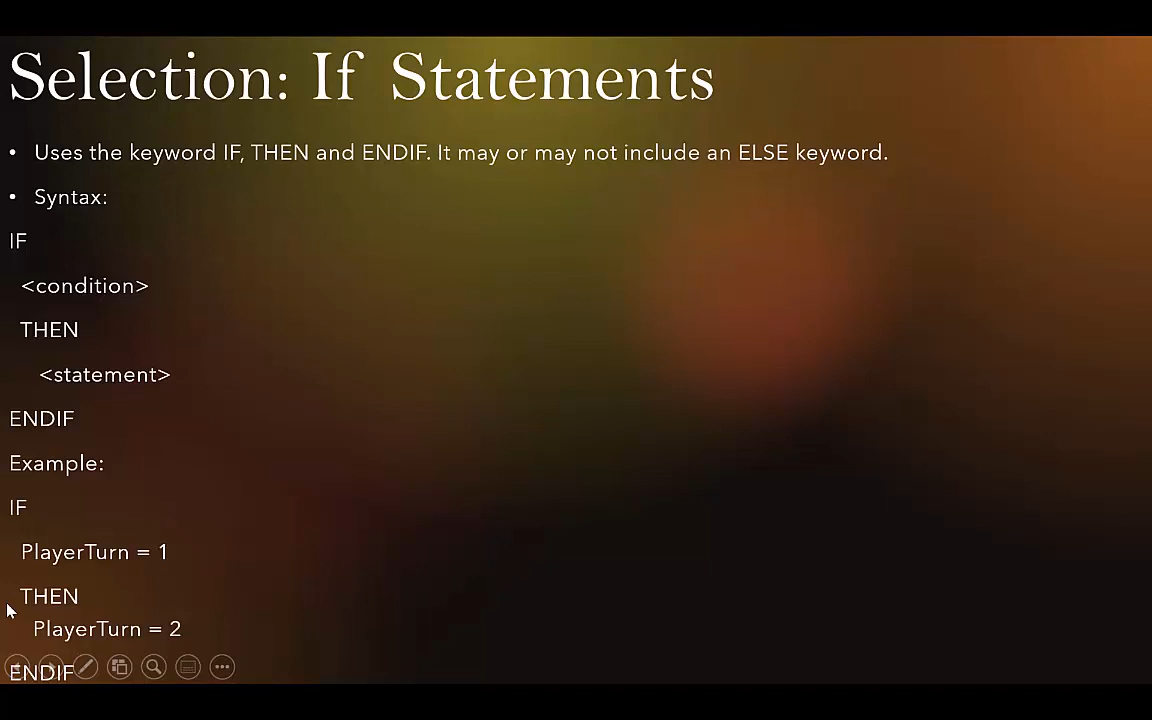 Selection: If Statements
• Uses the keyword IF, THEN and ENDIF. It may or may not include an ELSE keyword.
• Syntax:
IF
<condition>
THEN
<statement>
ENDIF
Example:
IF
PlayerTurn = 1
THEN
PlayerTurn = 2
ENDIF